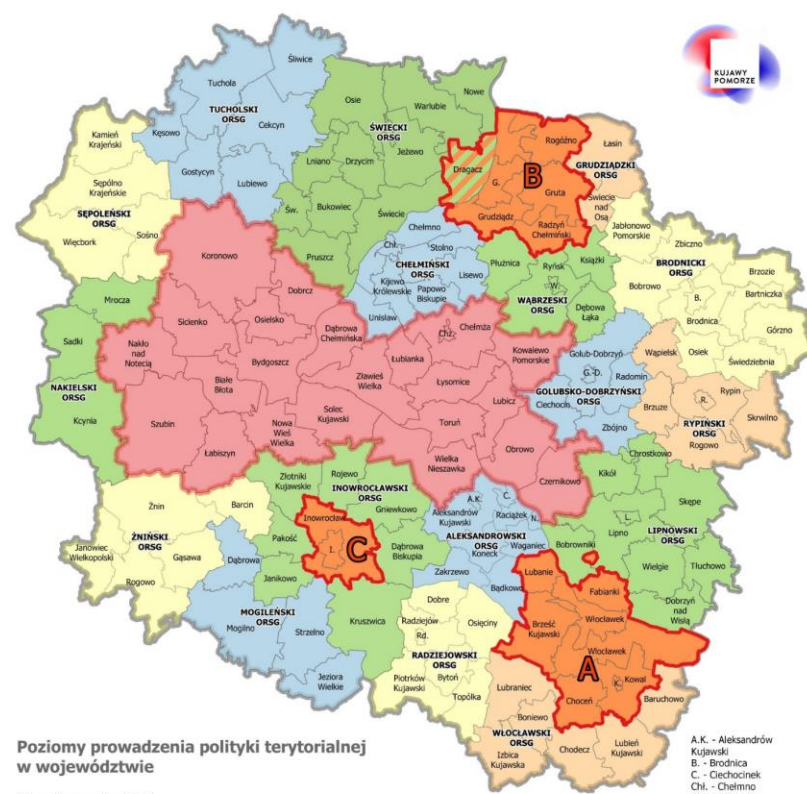 KUJAWY
POMORZE
Śliwice
Tuchola
TUCHOLSKI
ORSG
Kęsowo
Cekcyn
Gostycyn
Lubiewo
Osie
Warlubie
Nowe
ŚWIECKI
ORSG
Lniano
Drzycim
Jeżewo
Św.
Bukowiec
Świecie
Pruszcz
Kamień
Krajeński
Sępólno
Krajeńskie
SĘPOLEŃSKI
ORSG
Więcbork
Sośno
Rogóźno
Dragacz
G.
B
Gruta
Grudziądz
Radzyń
Chełmiński
Łasin
GRUDZIĄDZKI
ORSG
Świecie
nad
Osą
Jabłonowo
Pomorskie
Zbiczno
BRODNICKI
ORSG
Brzozie
Bartniczka
Bobrowo
B.
Brodnica
Górzno
Osiek
Świedziebnia
Chełmno
Chł.
Stolno
CHEŁMIŃSKI
ORSG
Kijewo
Królewskie
Papowo
Biskupie
Lisewo
Unisław
Płużnica
Ryńsk
Książki
W.
WĄBRZESKI
ORSG
Dębowa
Łąka
Koronowo
Dobrcz
Sicienko
Osielsko
Dąbrowa
Chełmińska
Nakło
nad
Notecią
Bydgoszcz
Białe
Błota
Szubin
Łabiszyn
Nowa
Wieś
Wielka
Solec
Kujawski
Zławieś
Wielka
Łubianka
Chż.
Chełmża
Łysomice
Kowalewo
Pomorskie
Lubicz
Toruń
Wielka
Nieszawka
Obrowo
Czernikowo
Mrocza
Sadki
NAKIELSKI
ORSG
Kcynia
Golub-Dobrzyń
G.-D.
Radomin
GOLUBSKO-DOBRZYŃSKI
ORSG
Ciechocin
Zbójno
Wąpielsk
Rypin
R.
Brzuze
RYPIŃSKI
ORSG
Skrwilno
Rogowo
Chrostkowo
Kikół
Skępe
L.
Lipno
LIPNOWSKI
ORSG
Bobrowniki
Wielgie
Tłuchowo
Dobrzyń
nad
Wisłą
Złotniki
Kujawskie
Rojewo
INOWROCŁAWSKI
ORSG
Gniewkowo
Inowrocław
I.
C
Pakość
Dąbrowa
Biskupia
Janikowo
Kruszwica
A.K.
C.
Aleksandrów
Kujawski
Raciążek
N.
ALEKSANDROWSKI
ORSG
Waganiec
Koneck
Zakrzewo
Bądkowo
Żnin
Barcin
ŻNIŃSKI
ORSG
Janowiec
Wielkopolski
Gąsawa
Rogowo
Dąbrowa
MOGILEŃSKI
ORSG
Mogilno
Strzelno
Jeziora
Wielkie
Dobre
Radziejów
Rd.
Osięciny
RADZIEJOWSKI
ORSG
Piotrków
Kujawski
Bytoń
Topólka
Lubanie
Fabianki
Brześć
Kujawski
Włocławek
Włocławek
A
K.
Kowal
Choceń
Lubraniec
Boniewo
Baruchowo
WŁOCŁAWSKI
ORSG
Izbica
Kujawska
Chodecz
Lubień
Kujawski
Poziomy prowadzenia polityki terytorialnej
w województwie
A.K. - Aleksandrów
Kujawski
B. - Brodnica
C. - Ciechocinek
Chł. - Chełmno